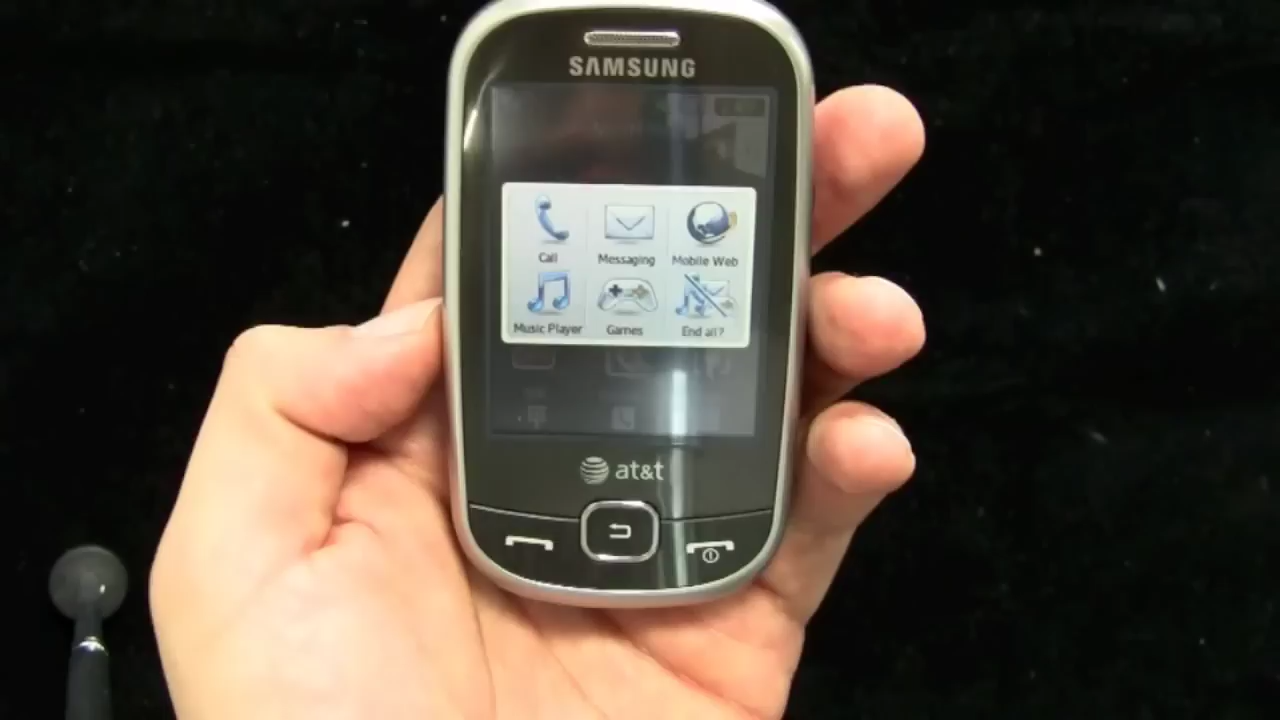 SAMSUNG
Call Messaging Mobile Web
Music Player Games End all?
at&t